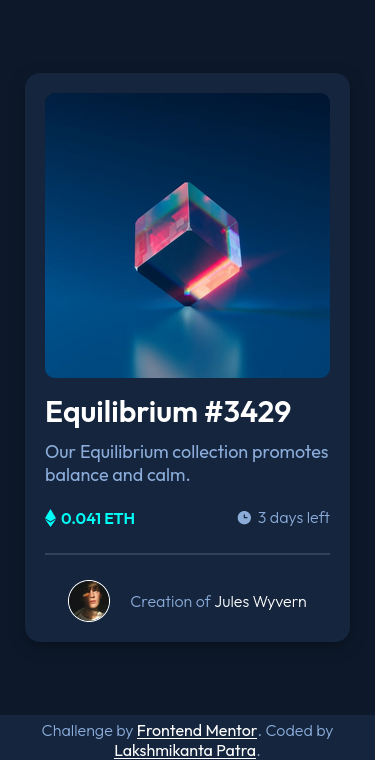 Equilibrium #3429
Our Equilibrium collection promotes
balance and calm.
0.041 ETH
3 days left
Creation of Jules Wyvern
Challenge by Frontend Mentor. Coded by
Lakshmikanta Patra.